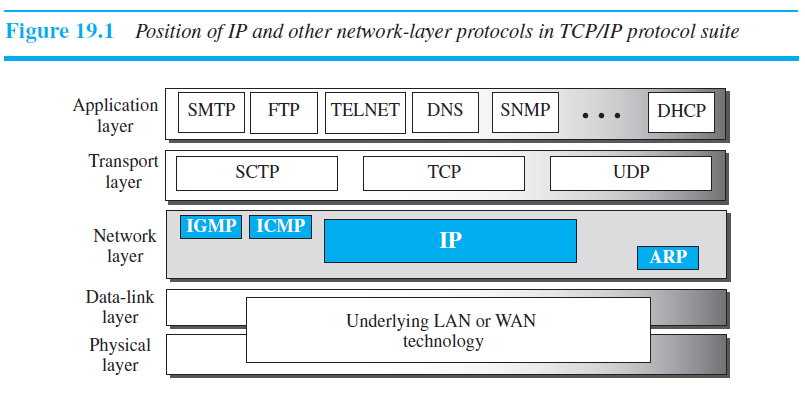 Figure 19.1 Position of IP and other network-layer protocols in TCP/IP protocol suite
Application
layer
SMTP FTP TELNET DNS SNMP • • • DHCP
Transport
layer
SCTP TCP UDP
Network
layer
IGMP ICMP IP ARP
Data-link
layer
Physical
layer
Underlying LAN or WAN
technology